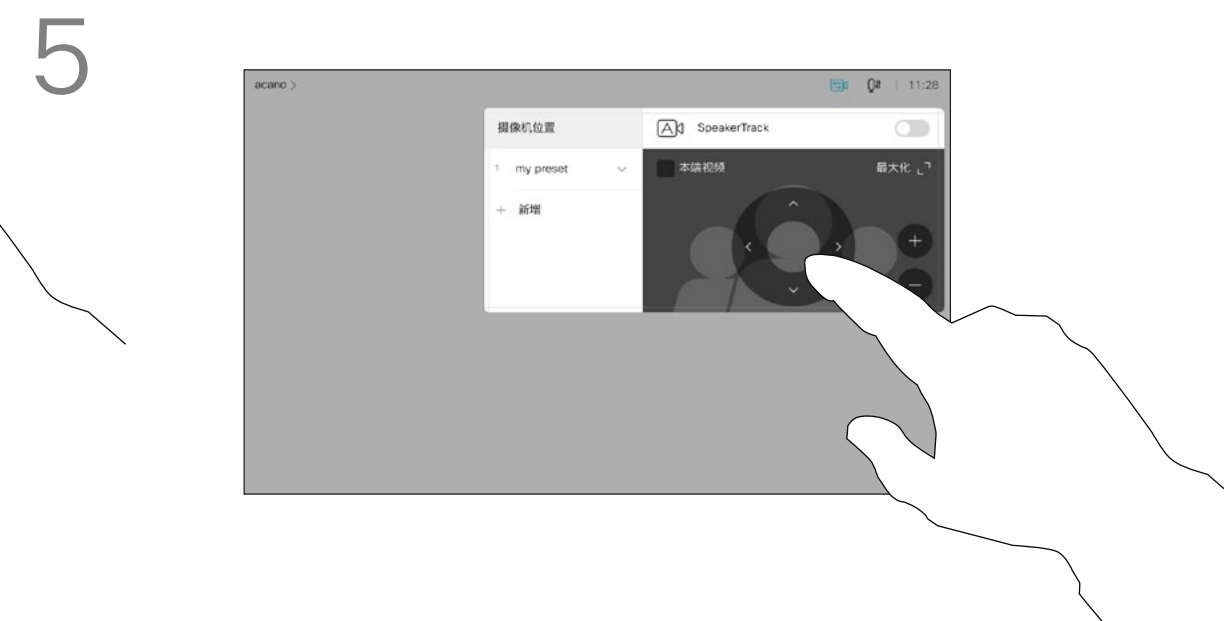 5
acano >
11:28
摄像机位置
SpeakerTrack
1 my preset
本端视频
最大化
+ 新增